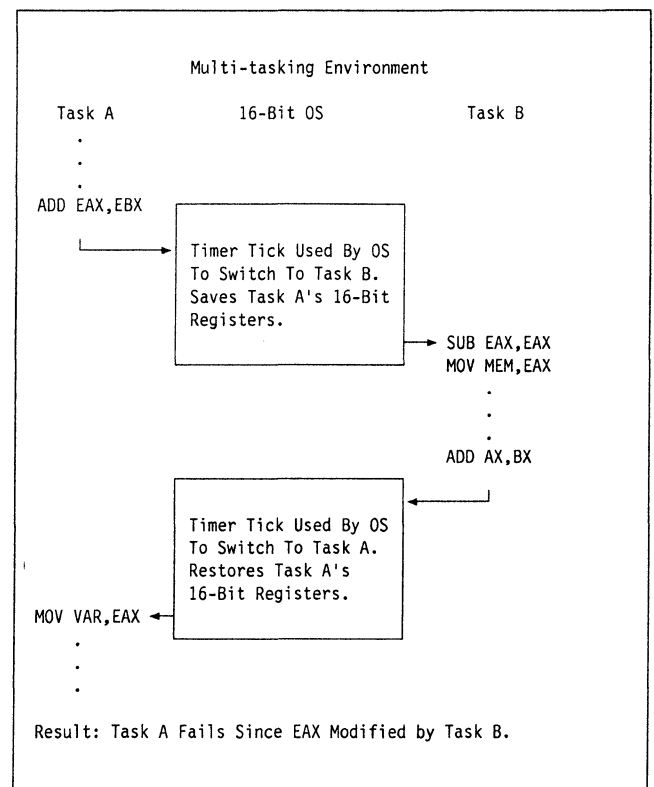 Multi-tasking Environment
Task A 16-Bit OS Task B
.
.
.
ADD EAX,EBX
Timer Tick Used By OS
To Switch To Task B.
Saves Task A's 16-Bit
Registers.
SUB EAX,EAX
MOV MEM,EAX
.
.
.
ADD AX,BX
Timer Tick Used By OS
To Switch To Task A.
Restores Task A's
16-Bit Registers.
MOV VAR,EAX
.
.
.
Result: Task A Fails Since EAX Modified by Task B.